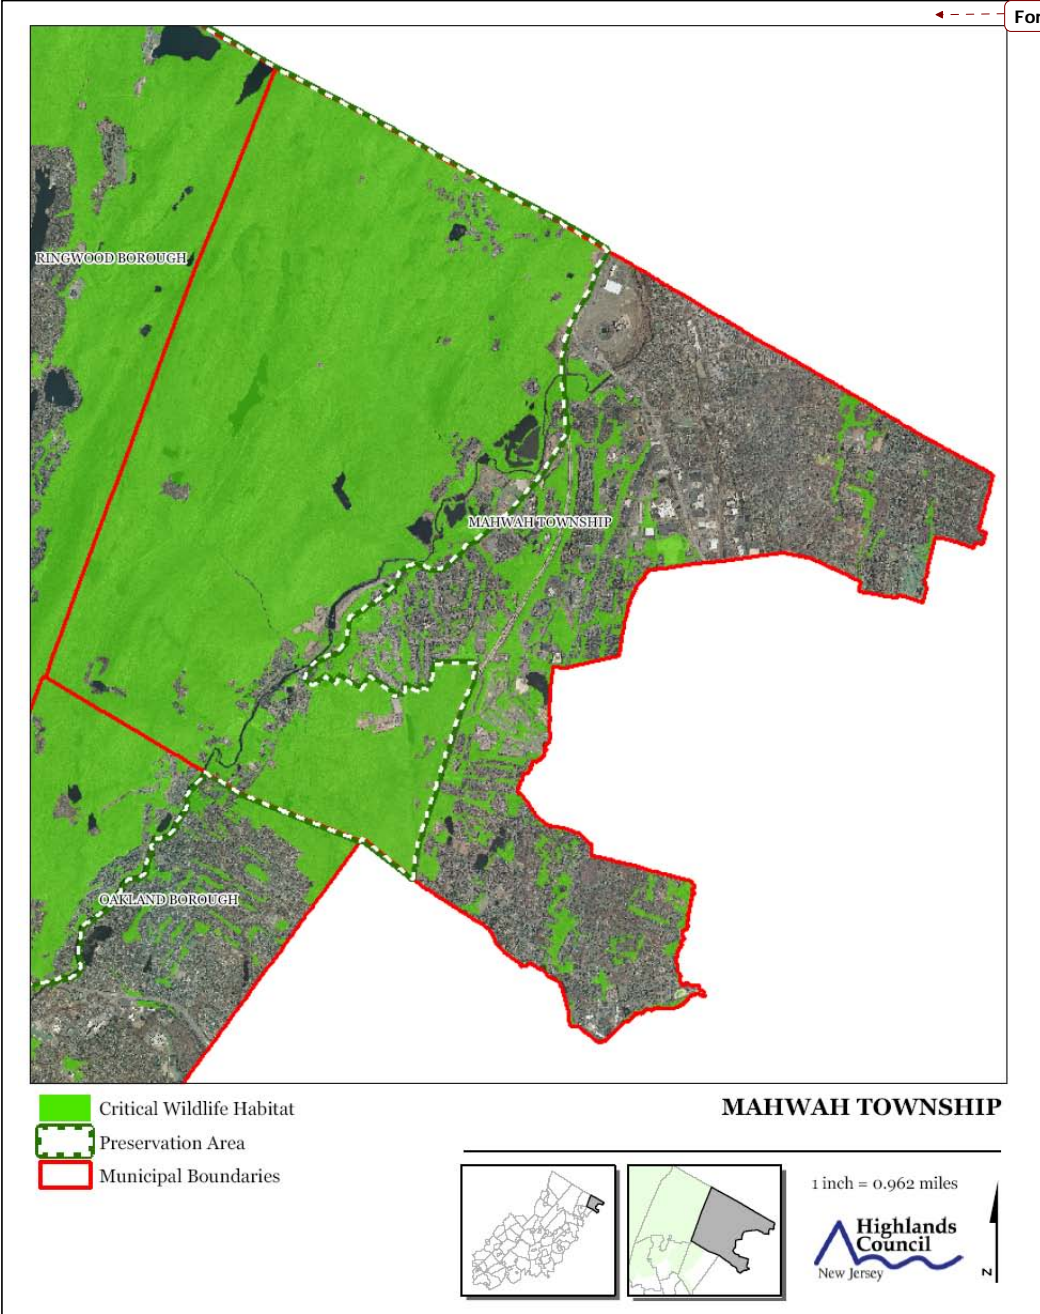 For
RINGWOOD BOROUGH
MAHWAH TOWNSHIP
OAKLAND BOROUGH
Critical Wildlife Habitat
Preservation Area
Municipal Boundaries
MAHWAH TOWNSHIP
1 inch = 0.962 miles
Highlands
Council
New Jersey
N